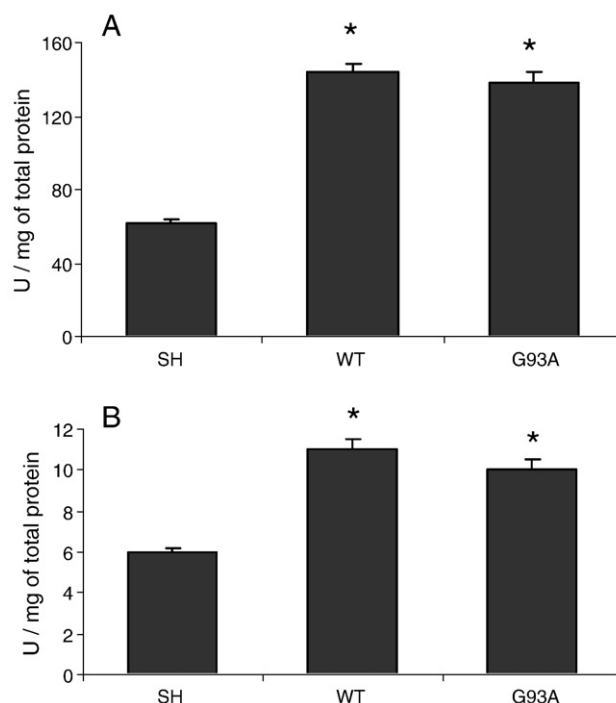 A
*
*
160
120
80
40
0
U / mg of total protein
SH
WT
G93A
B
*
*
12
10
8
6
4
2
0
U / mg of total protein
SH
WT
G93A